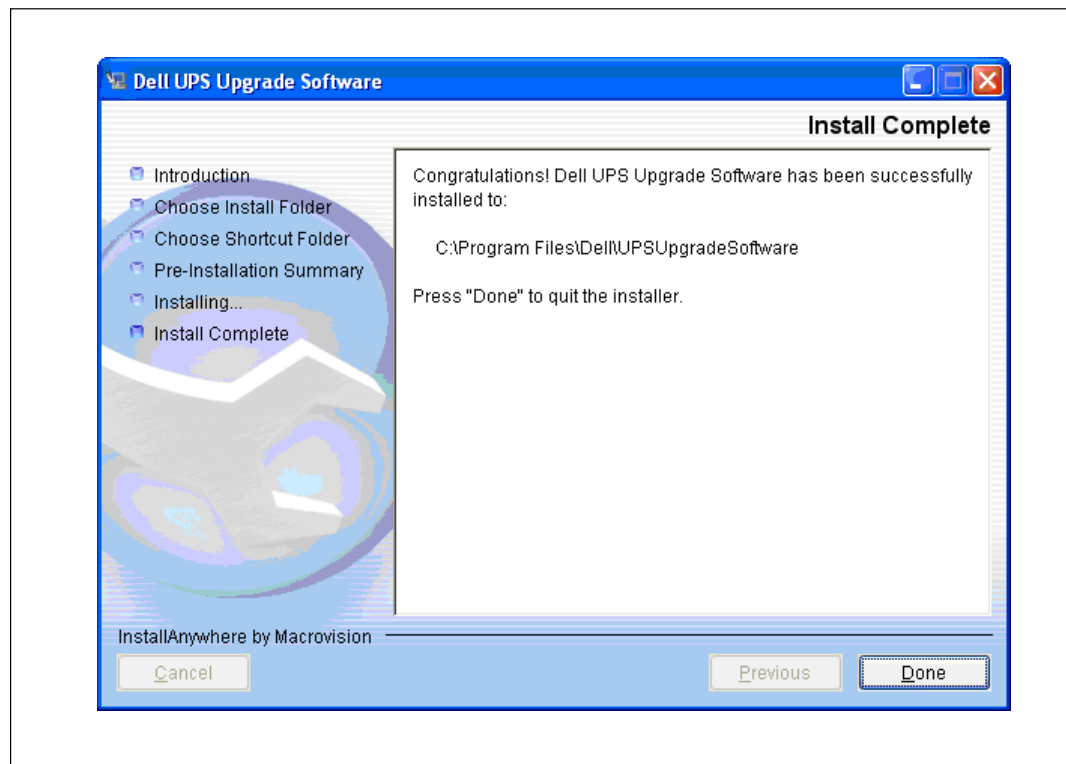 Dell UPS Upgrade Software
Install Complete
Introduction
Choose Install Folder
Choose Shortcut Folder
Pre-Installation Summary
Installing...
Install Complete
Congratulations! Dell UPS Upgrade Software has been successfully
installed to:
C:\Program Files\Dell\UPSUpgradeSoftware
Press "Done" to quit the installer.
InstallAnywhere by Macrovision
Cancel
Previous
Done